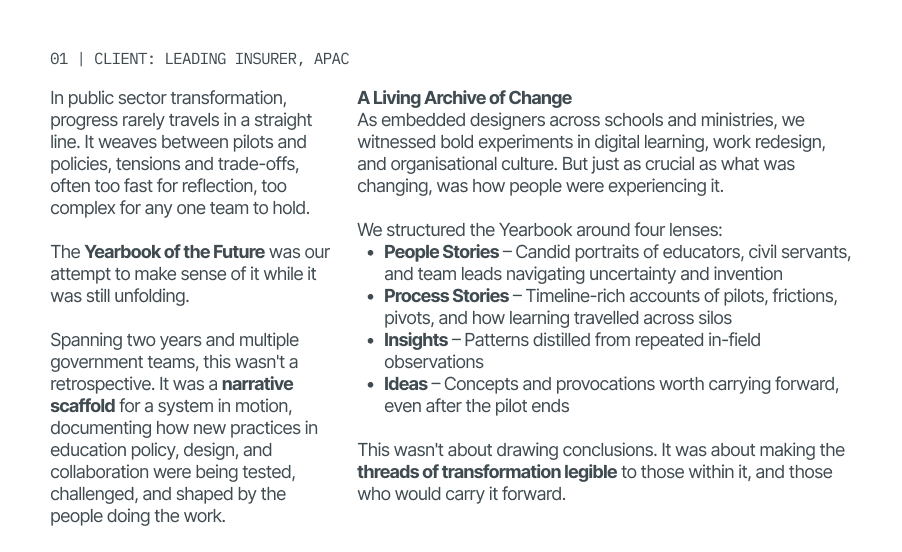 01 | CLIENT: LEADING INSURER, APAC
In public sector transformation,
progress rarely travels in a straight
line. It weaves between pilots and
policies, tensions and trade-offs,
often too fast for reflection, too
complex for any one team to hold.
The Yearbook of the Future was our
attempt to make sense of it while it
was still unfolding.
Spanning two years and multiple
government teams, this wasn't a
retrospective. It was a narrative
scaffold for a system in motion,
documenting how new practices in
education policy, design, and
collaboration were being tested,
challenged, and shaped by the
people doing the work.
A Living Archive of Change
As embedded designers across schools and ministries, we
witnessed bold experiments in digital learning, work redesign,
and organisational culture. But just as crucial as what was
changing, was how people were experiencing it.
We structured the Yearbook around four lenses:
• People Stories – Candid portraits of educators, civil servants,
and team leads navigating uncertainty and invention
• Process Stories – Timeline-rich accounts of pilots, frictions,
pivots, and how learning travelled across silos
• Insights – Patterns distilled from repeated in-field
observations
• Ideas – Concepts and provocations worth carrying forward,
even after the pilot ends
This wasn't about drawing conclusions. It was about making the
threads of transformation legible to those within it, and those
who would carry it forward.